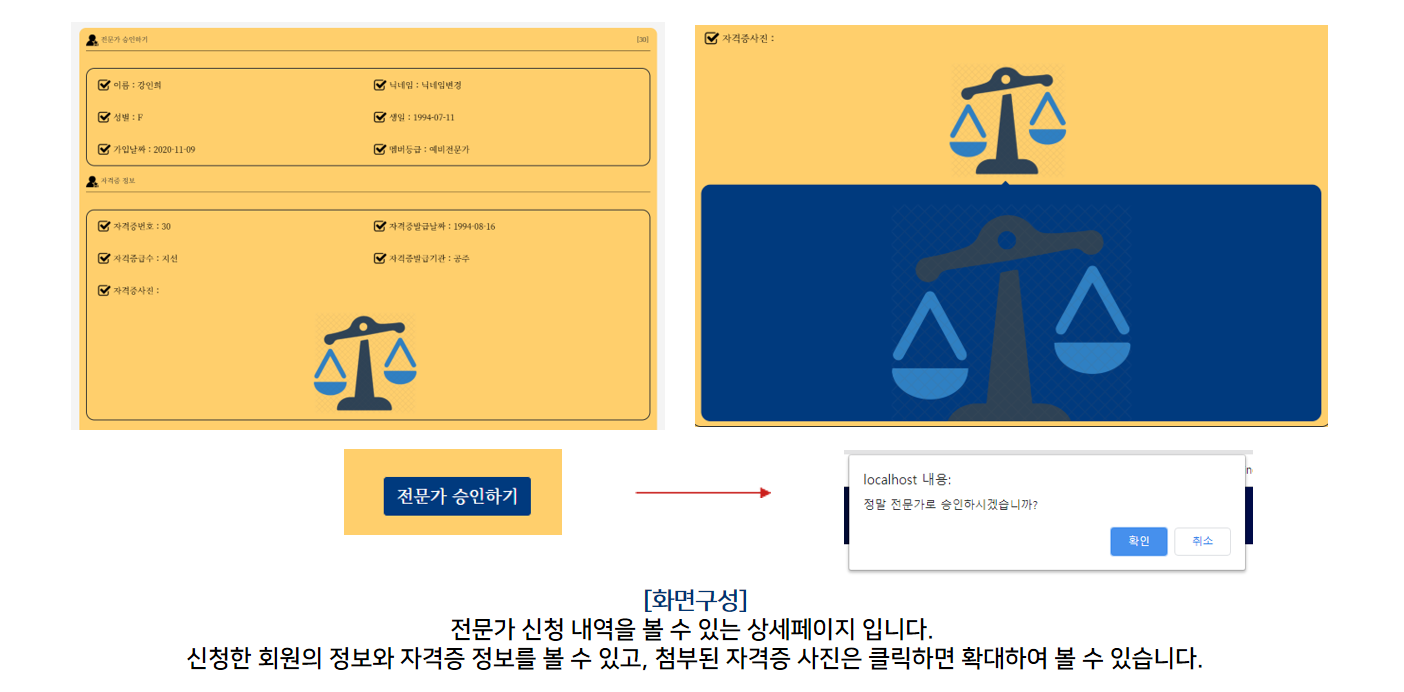 전문가 승인하기 [30]
이름 : 강인희 닉네임 : 닉네임변경
성별 : F 생일 : 1994-07-11
가입날짜 : 2020-11-09 멤버등급 : 예비전문가
자격증 정보
자격증번호 : 30 자격증발급날짜 : 1994-08-16
자격증급수 : 지선 자격증발급기관 : 공주
자격증사진 :
자격증사진 :
전문가 승인하기
localhost 내용:
정말 전문가로 승인하시겠습니까?
확인 취소
[화면구성]
전문가 신청 내역을 볼 수 있는 상세페이지 입니다.
신청한 회원의 정보와 자격증 정보를 볼 수 있고, 첨부된 자격증 사진은 클릭하면 확대하여 볼 수 있습니다.